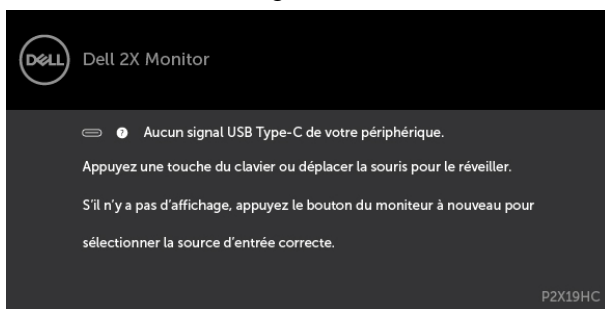 DELL
Dell 2X Monitor
? Aucun signal USB Type-C de votre périphérique.
Appuyez une touche du clavier ou déplacer la souris pour le réveiller.
S'il n'y a pas d'affichage, appuyez le bouton du moniteur à nouveau pour
sélectionner la source d'entrée correcte.
P2X19HC